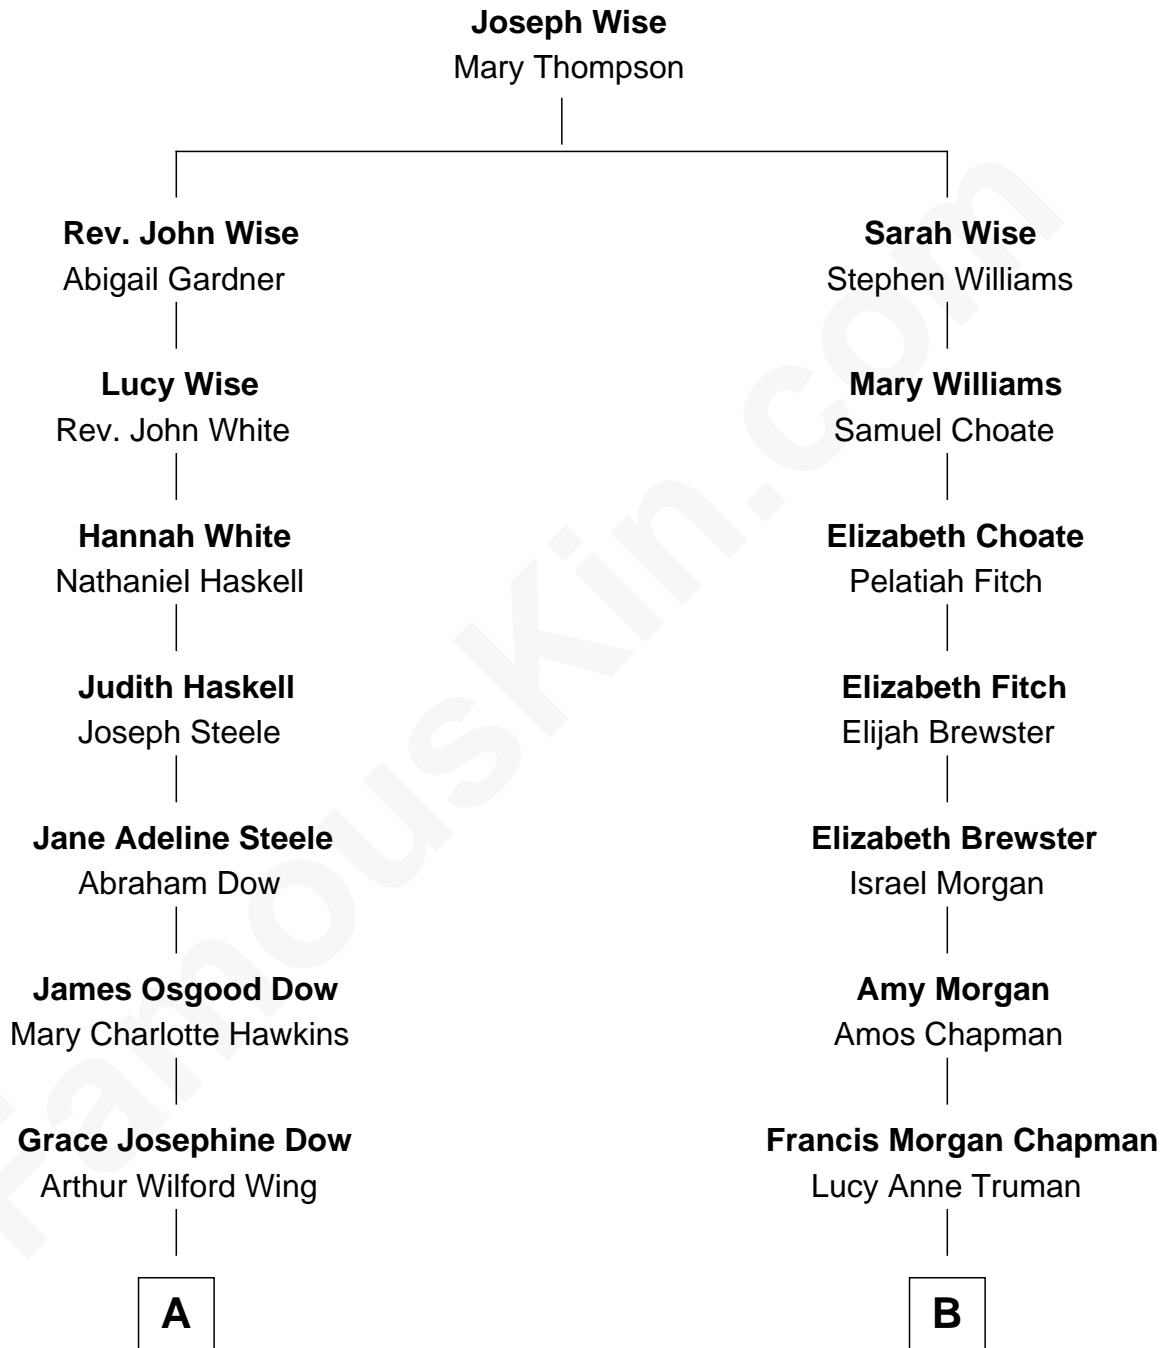 Joseph Wise
Mary Thompson
Rev. John Wise
Abigail Gardner
Sarah Wise
Stephen Williams
Lucy Wise
Rev. John White
Mary Williams
Samuel Choate
Hannah White
Nathaniel Haskell
Elizabeth Choate
Pelatiah Fitch
Judith Haskell
Joseph Steele
Elizabeth Fitch
Elijah Brewster
Jane Adeline Steele
Abraham Dow
Elizabeth Brewster
Israel Morgan
James Osgood Dow
Mary Charlotte Hawkins
Amy Morgan
Amos Chapman
Grace Josephine Dow
Arthur Wilford Wing
Francis Morgan Chapman
Lucy Anne Truman
A
B
FamousKin.com